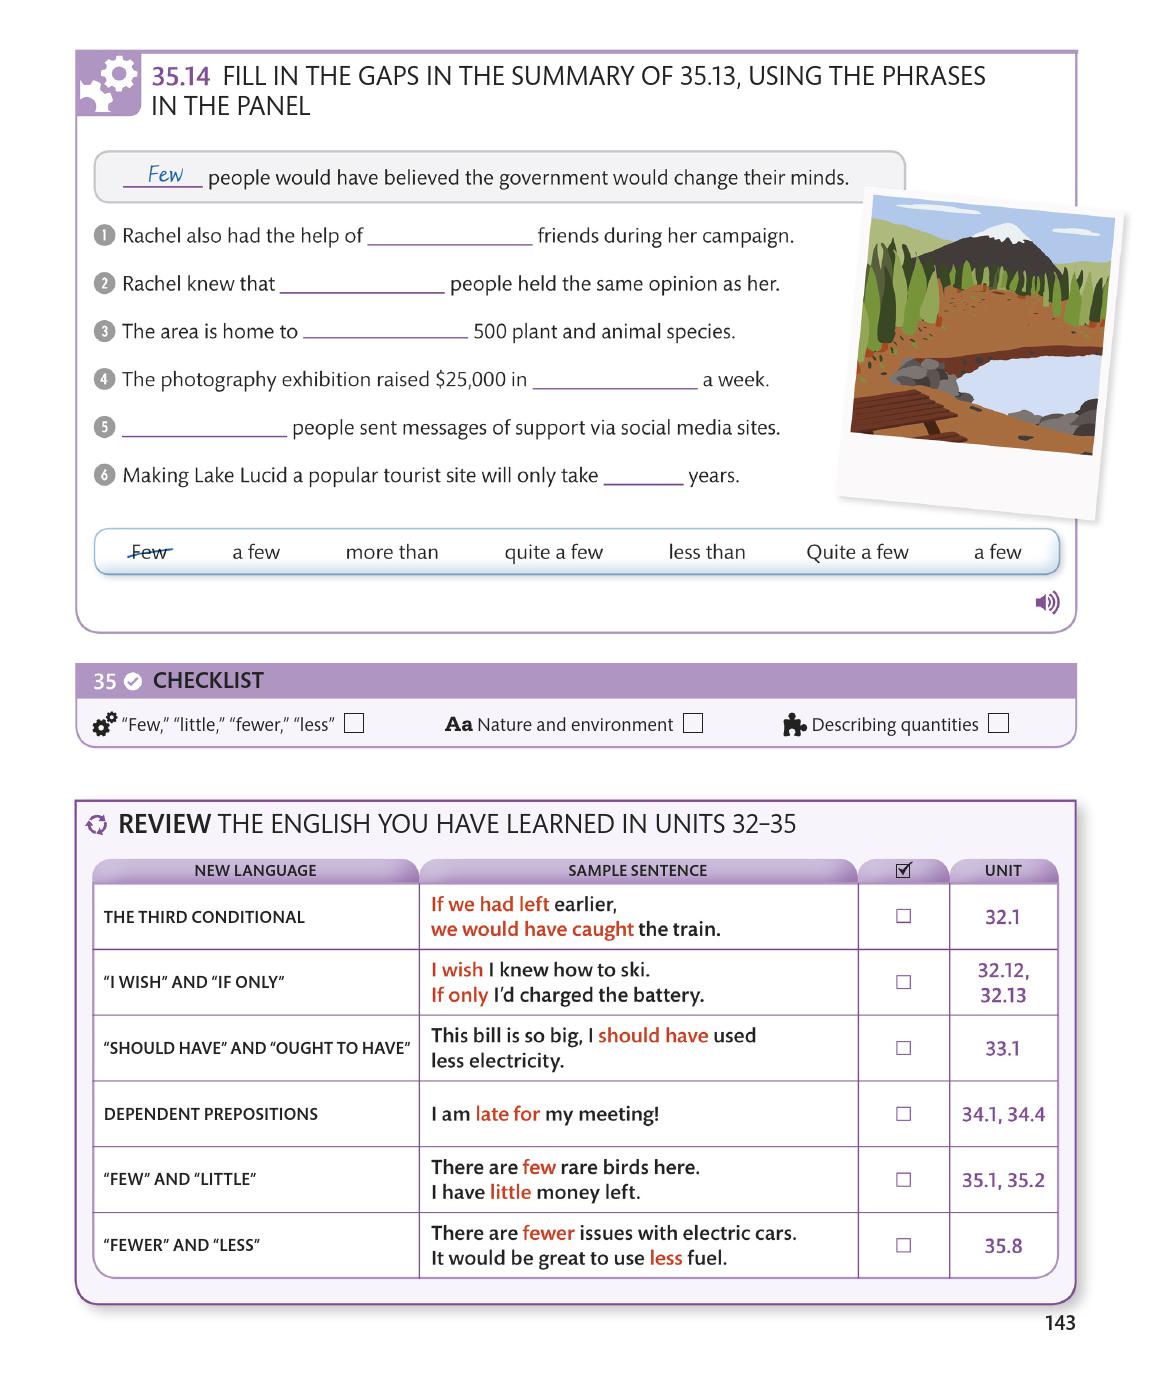 35.14 FILL IN THE GAPS IN THE SUMMARY OF 35.13, USING THE PHRASES
IN THE PANEL
Few people would have believed the government would change their minds.
1 Rachel also had the help of ______ friends during her campaign.
2 Rachel knew that ______ people held the same opinion as her.
3 The area is home to ______ 500 plant and animal species.
4 The photography exhibition raised $25,000 in ______ a week.
5 ______ people sent messages of support via social media sites.
6 Making Lake Lucid a popular tourist site will only take ______ years.
Few a few more than quite a few less than Quite a few a few
35 CHECKLIST
“Few,” “little,” “fewer,” “less” Aa Nature and environment Describing quantities
REVIEW THE ENGLISH YOU HAVE LEARNED IN UNITS 32–35
NEW LANGUAGE SAMPLE SENTENCE UNIT
THE THIRD CONDITIONAL If we had left earlier,
we would have caught the train. 32.1
“I WISH” AND “IF ONLY” I wish I knew how to ski.
If only I’d charged the battery. 32.12,
32.13
“SHOULD HAVE” AND “OUGHT TO HAVE” This bill is so big, I should have used
less electricity. 33.1
DEPENDENT PREPOSITIONS I am late for my meeting! 34.1, 34.4
“FEW” AND “LITTLE” There are few rare birds here.
I have little money left. 35.1, 35.2
“FEWER” AND “LESS” There are fewer issues with electric cars.
It would be great to use less fuel. 35.8
143